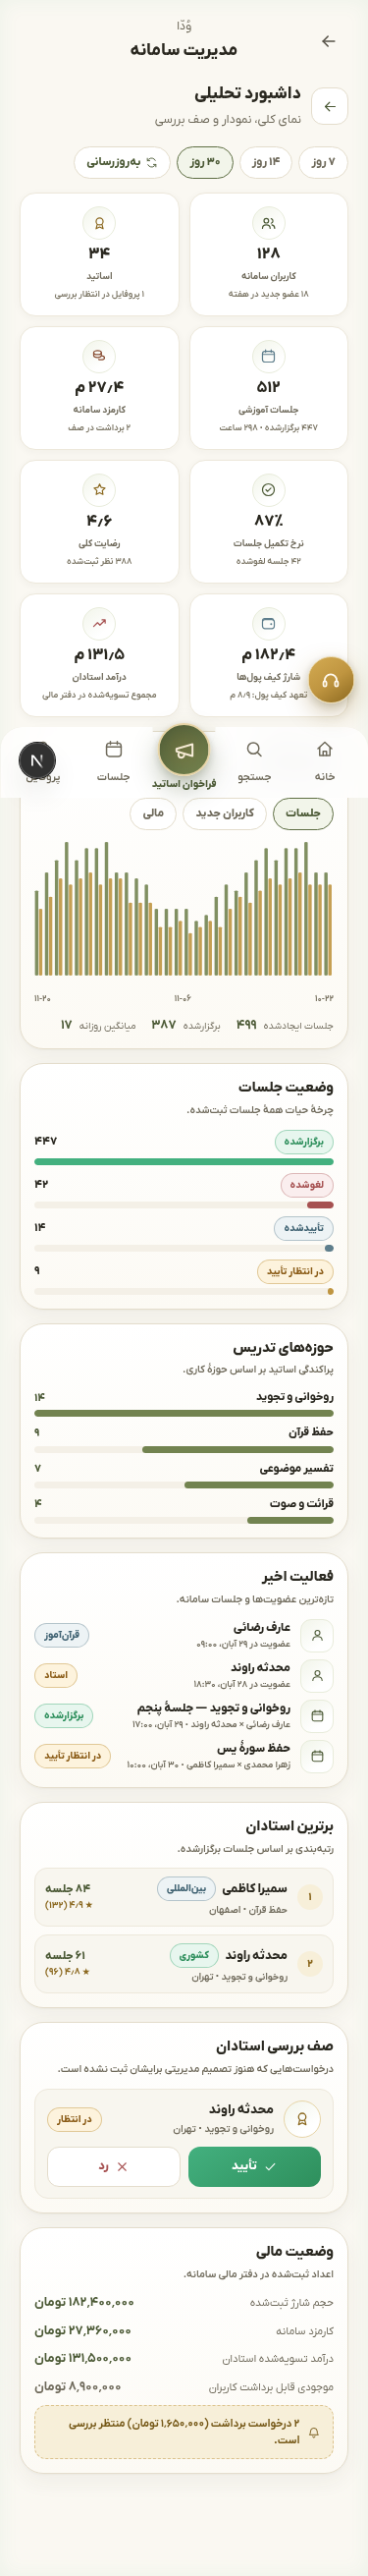 وُدّا
مدیریت سامانه
داشبورد تحلیلی
نمای کلی، نمودار و صف بررسی
۷ روز
۱۴ روز
۳۰ روز
به‌روزرسانی
۱۲۸
کاربران سامانه
۱۸ عضو جدید در هفته
۳۴
اساتید
۱ پروفایل در انتظار بررسی
۵۱۲
جلسات آموزشی
۴۴۷ برگزارشده • ۲۹۸ ساعت
۲۷٫۴ م
کارمزد سامانه
۲ برداشت در صف
۸۷٪
نرخ تکمیل جلسات
۴۲ جلسه لغوشده
۴٫۶
رضایت کلی
۳۸۸ نظر ثبت‌شده
۱۸۲٫۴ م
شارژ کیف پول‌ها
تعهد کیف پول: ۸٫۹ م
۱۳۱٫۵ م
درآمد استادان
مجموع تسویه‌شده در دفتر مالی
خانه
جستجو
فراخوان اساتید
جلسات
N
جلسات
کاربران جدید
مالی
۱۰-۲۲
۱۱-۰۶
۱۱-۲۰
جلسات ایجادشده ۴۹۹
برگزارشده ۳۸۷
میانگین روزانه ۱۷
وضعیت جلسات
چرخهٔ حیات همهٔ جلسات ثبت‌شده.
برگزارشده ۴۴۷
لغوشده ۴۲
تأییدشده ۱۴
در انتظار تأیید ۹
حوزه‌های تدریس
پراکندگی اساتید بر اساس حوزهٔ کاری.
روخوانی و تجوید ۱۴
حفظ قرآن ۹
تفسیر موضوعی ۷
قرائت و صوت ۴
فعالیت اخیر
تازه‌ترین عضویت‌ها و جلسات سامانه.
عارف رضائی
عضویت در ۲۹ آبان، ۰۹:۰۰
قرآن‌آموز
محدثه راوند
عضویت در ۲۸ آبان، ۱۸:۳۰
استاد
روخوانی و تجوید — جلسهٔ پنجم
عارف رضائی × محدثه راوند • ۲۹ آبان، ۱۷:۰۰
برگزارشده
حفظ سورهٔ یس
زهرا محمدی × سمیرا کاظمی • ۳۰ آبان، ۱۰:۰۰
در انتظار تأیید
برترین استادان
رتبه‌بندی بر اساس جلسات برگزارشده.
۱
سمیرا کاظمی بین‌المللی
حفظ قرآن • اصفهان
۸۴ جلسه
★ ۴٫۹ (۱۳۲)
۲
محدثه راوند کشوری
روخوانی و تجوید • تهران
۶۱ جلسه
★ ۴٫۸ (۹۶)
صف بررسی استادان
درخواست‌هایی که هنوز تصمیم مدیریتی برایشان ثبت نشده است.
محدثه راوند
روخوانی و تجوید • تهران
در انتظار
تأیید
رد
وضعیت مالی
اعداد ثبت‌شده در دفتر مالی سامانه.
حجم شارژ ثبت‌شده ۱۸۲٬۴۰۰٬۰۰۰ تومان
کارمزد سامانه ۲۷٬۳۶۰٬۰۰۰ تومان
درآمد تسویه‌شده استادان ۱۳۱٬۵۰۰٬۰۰۰ تومان
موجودی قابل برداشت کاربران ۸٬۹۰۰٬۰۰۰ تومان
۲ درخواست برداشت (۱٬۶۵۰٬۰۰۰ تومان) منتظر بررسی
است.